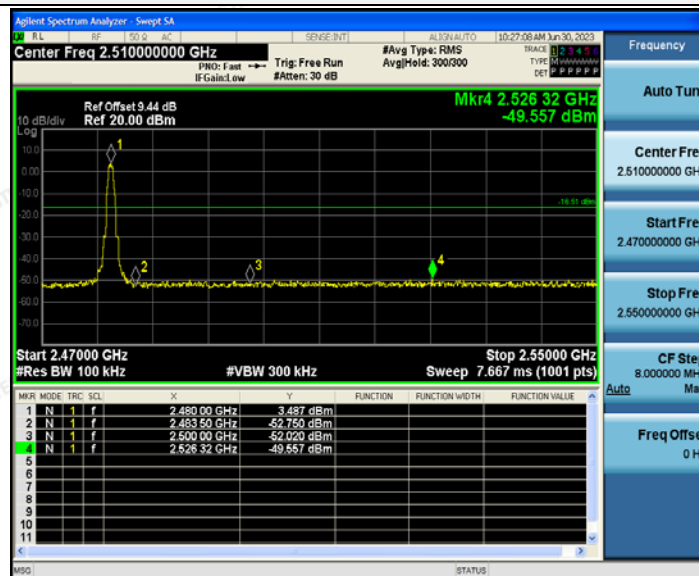 Agilent Spectrum Analyzer - Swept SA
RL RF 50 Ω AC SENSE:INT ALIGN AUTO 10:27:08 AM Jun 30, 2023
Center Freq 2.510000000 GHz
PNO: Fast
IFGain:Low
Trig: Free Run
#Atten: 30 dB
#Avg Type: RMS
Avg|Hold: 300/300
TRACE 1 2 3 4 5 6
TYPE M
DET P P P P P P
Ref Offset 9.44 dB
Ref 20.00 dBm
10 dB/div
Log
Mkr4 2.526 32 GHz
-49.557 dBm
10.0
0.00
-10.0
-20.0
-30.0
-40.0
-50.0
-60.0
-70.0
1
2
3
4
-16.51 dBm
Start 2.47000 GHz Stop 2.55000 GHz
#Res BW 100 kHz #VBW 300 kHz Sweep 7.667 ms (1001 pts)
MKR MODE TRC SCL X Y FUNCTION FUNCTION WIDTH FUNCTION VALUE
1 N 1 f 2.480 00 GHz 3.487 dBm
2 N 1 f 2.483 50 GHz -52.750 dBm
3 N 1 f 2.500 00 GHz -52.020 dBm
4 N 1 f 2.526 32 GHz -49.557 dBm
5
6
7
8
9
10
11
MSG STATUS
Frequency
Auto Tun
Center Fre
2.510000000 GH
Start Fre
2.470000000 GH
Stop Fre
2.550000000 GH
CF Ste
8.000000 MH
Auto Ma
Freq Offse
0 H